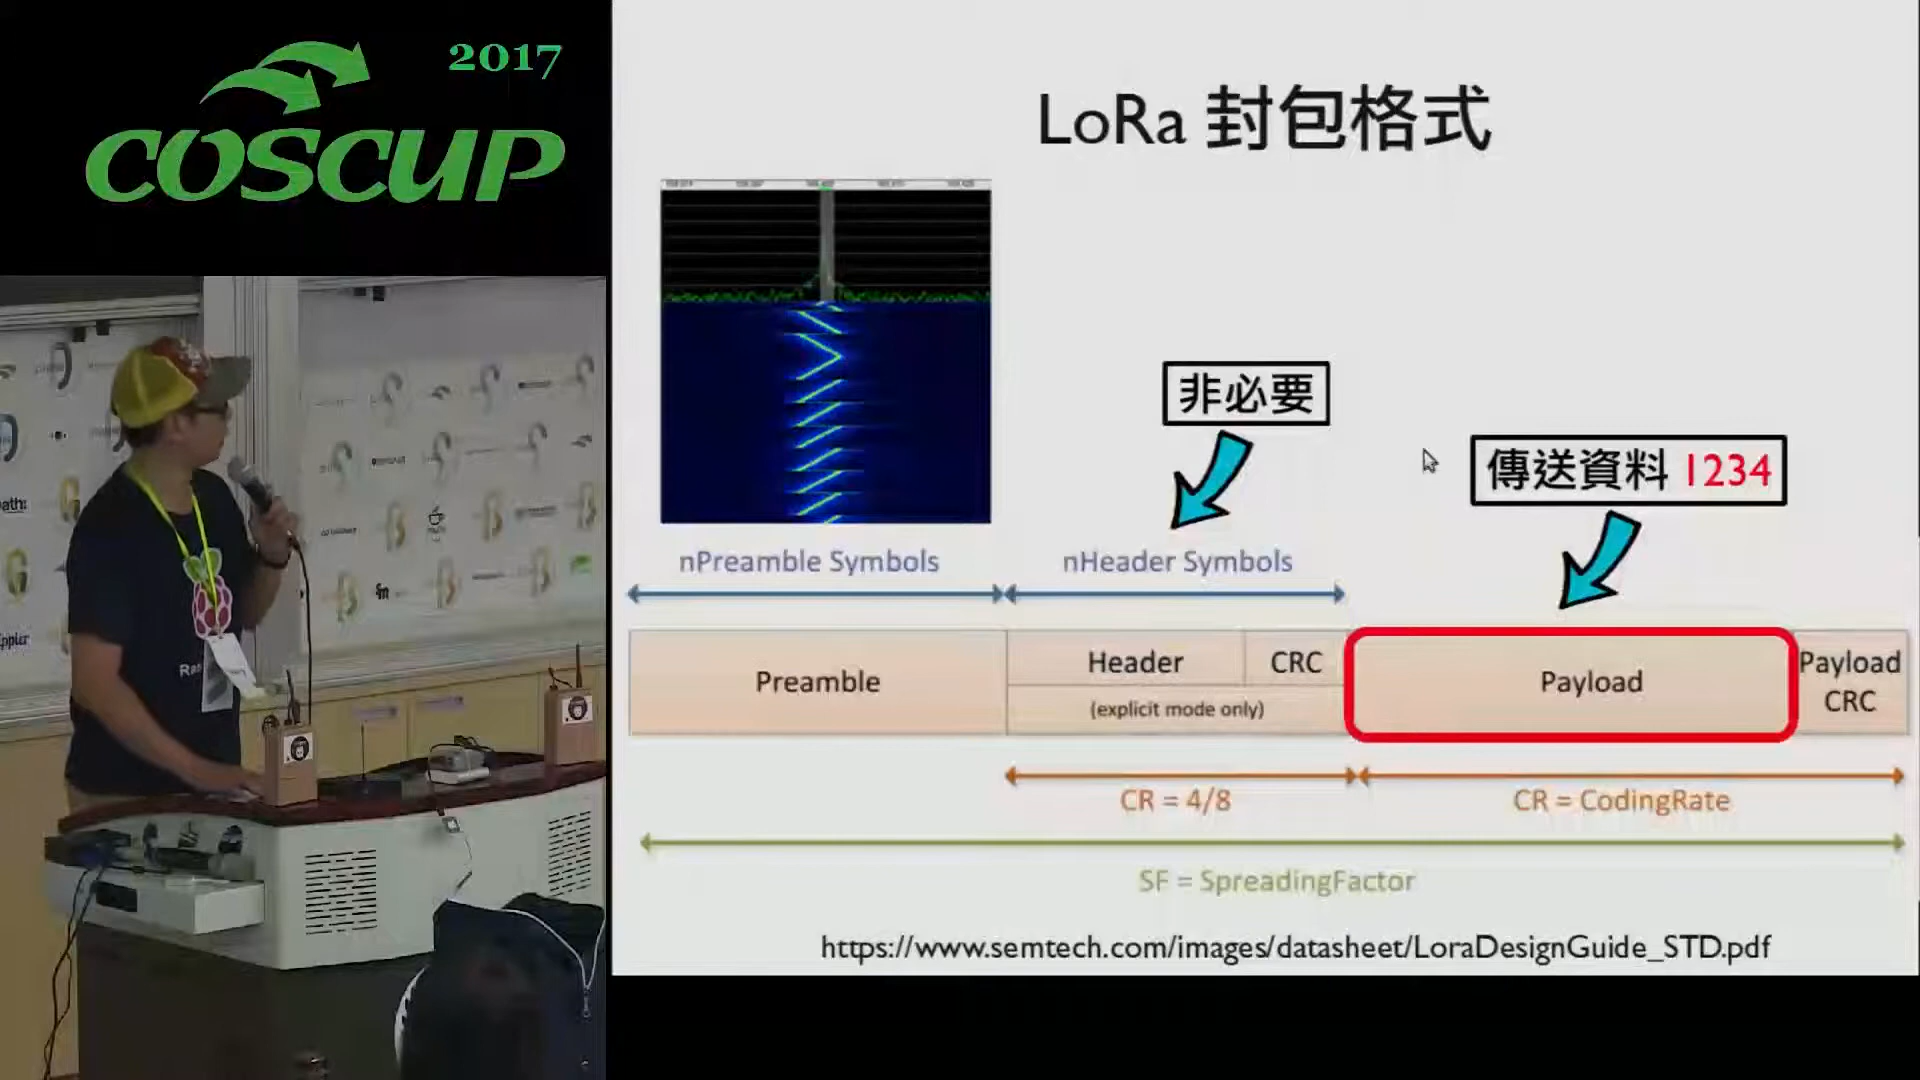 2017
COSCUP
LoRa 封包格式
非必要
傳送資料 1234
nPreamble Symbols
nHeader Symbols
Preamble
Header
CRC
(explicit mode only)
Payload
Payload
CRC
CR = 4/8
CR = CodingRate
SF = SpreadingFactor
https://www.semtech.com/images/datasheet/LoraDesignGuide_STD.pdf